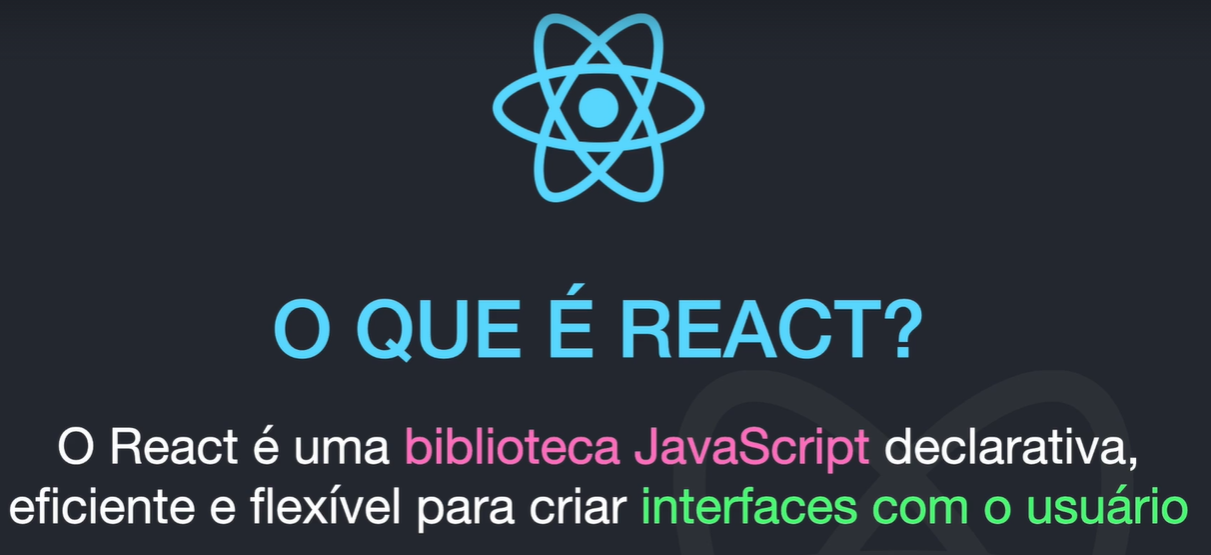 O QUE É REACT?
O React é uma biblioteca JavaScript declarativa,
eficiente e flexível para criar interfaces com o usuário